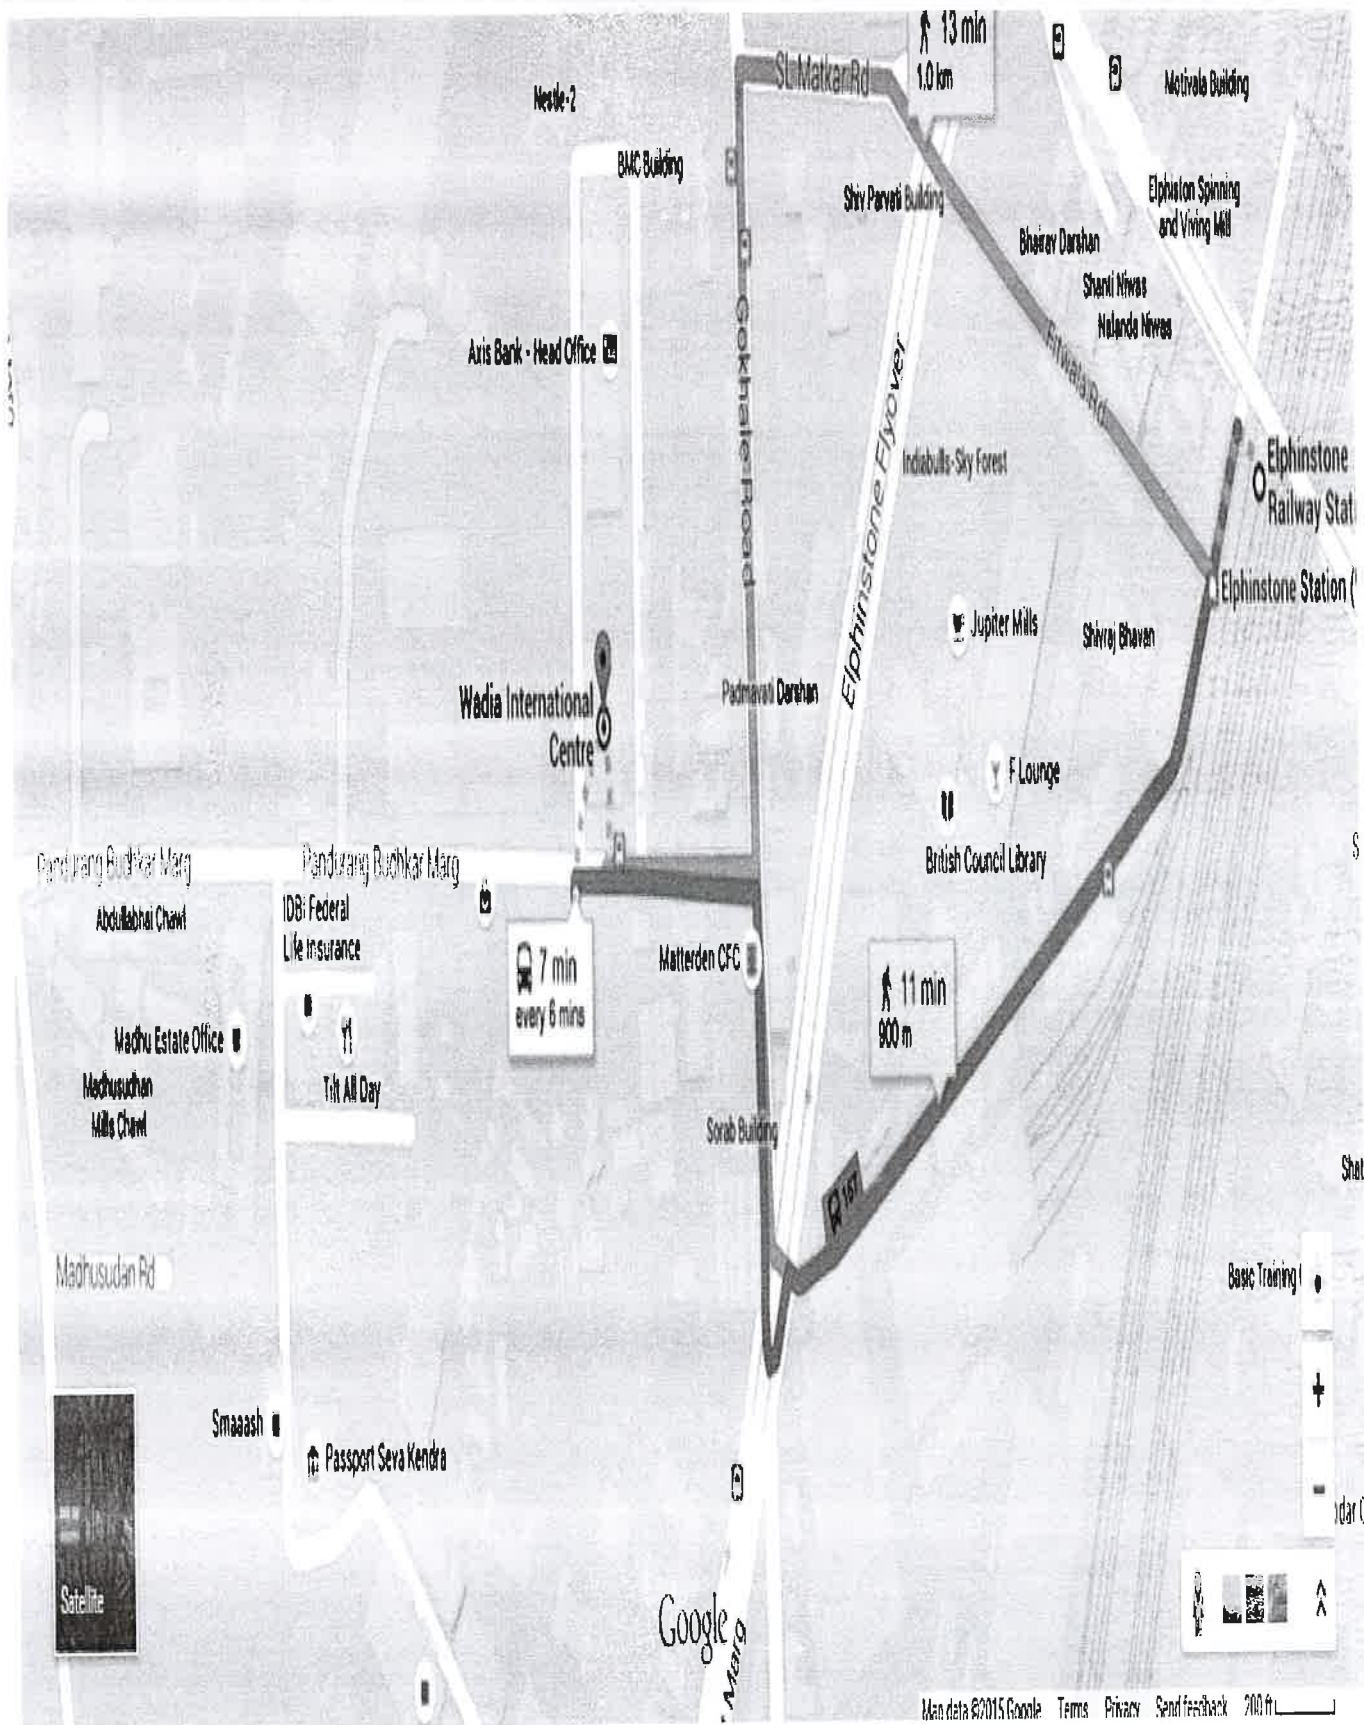 13 min
1.0 km
SL Matkar Rd
Motivala Building
Nestle-2
BMC Building
Shiv Parvati Building
Elphiston Spinning
and Viving Mill
Bhairav Darshan
Shanti Niwas
Nalanda Niwas
Axis Bank - Head Office
Gokhale Road
Elphinstone Flyover
Fitwala Rd
Indiabulls-Sky Forest
Elphinstone
Railway Stat
Elphinstone Station (
Jupiter Mills
Shivraj Bhavan
Wadia International
Centre
Padmavati Darshan
F Lounge
British Council Library
Pandurang Budhkar Marg
Pandurang Budhkar Marg
S
Abdullabhai Chawl
IDBI Federal
Life Insurance
7 min
every 6 mins
Matterden CFC
11 min
900 m
Madhu Estate Office
Tilt All Day
Madhusudhan
Mills Chawl
Sorab Building
167
Shat
Madhusudan Rd
Basic Training
Smaaash
Passport Seva Kendra
+
-
dar C
Satellite
Google
Marg
Map data ©2015 Google Terms Privacy Send feedback 200 ft